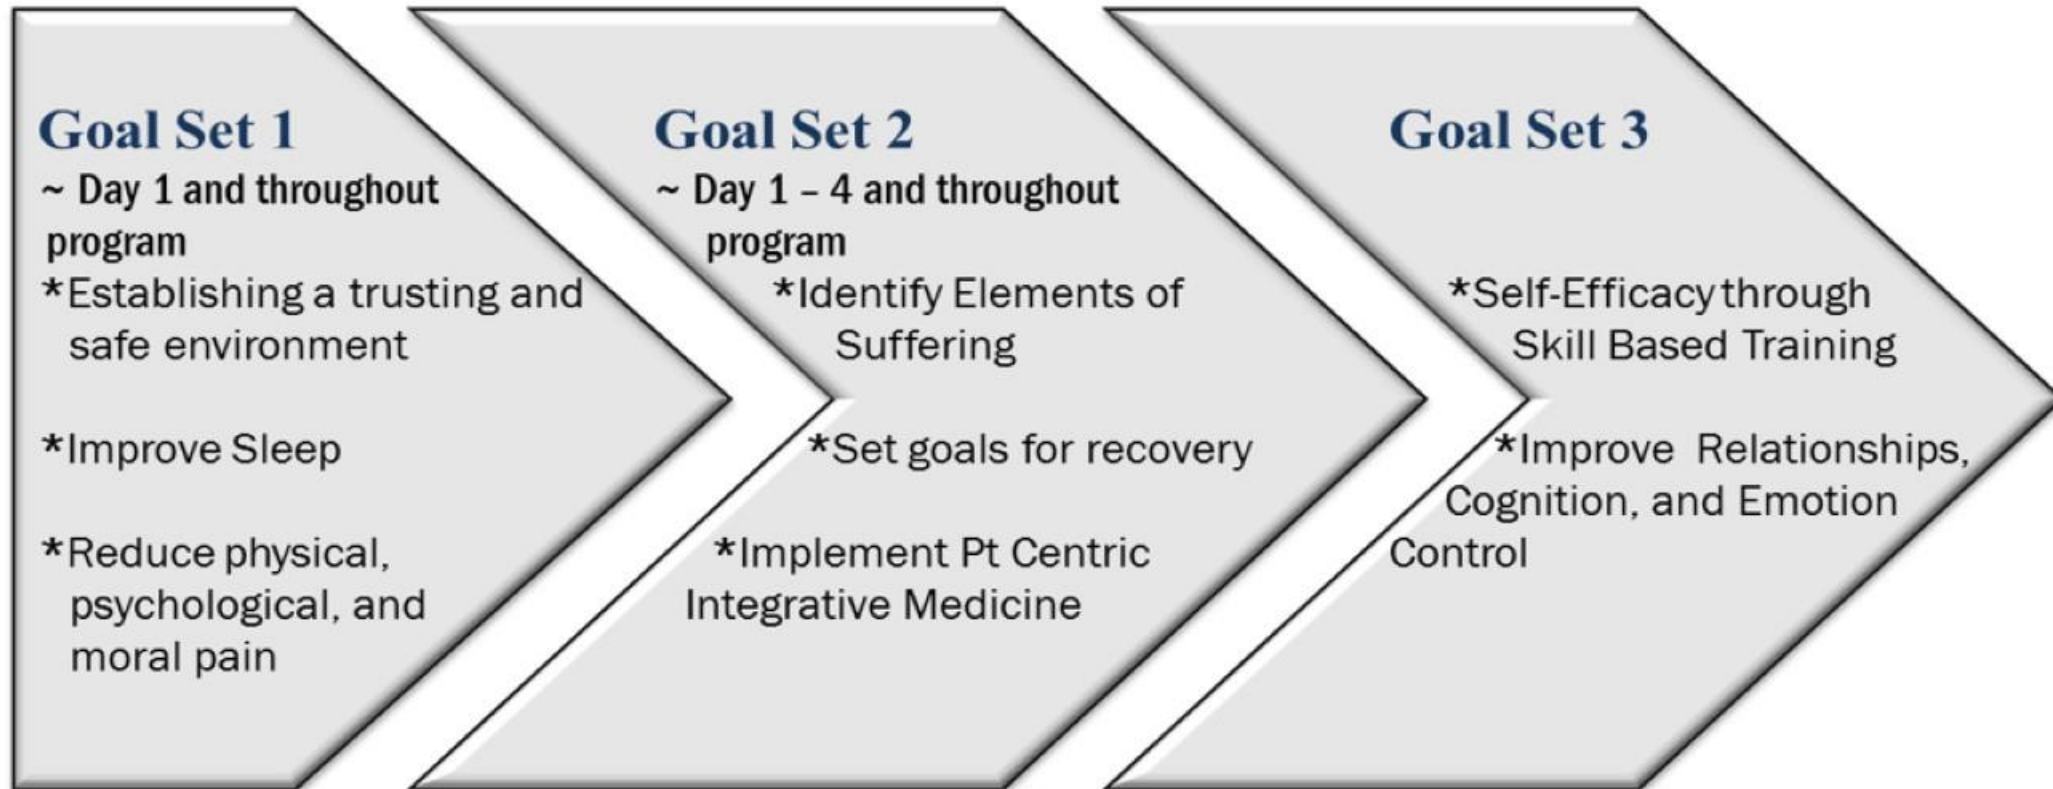 Goal Set 1
~ Day 1 and throughout
program
*Establishing a trusting and
safe environment
*Improve Sleep
*Reduce physical,
psychological, and
moral pain
Goal Set 2
~ Day 1 – 4 and throughout
program
*Identify Elements of
Suffering
*Set goals for recovery
*Implement Pt Centric
Integrative Medicine
Goal Set 3
*Self-Efficacy through
Skill Based Training
*Improve Relationships,
Cognition, and Emotion
Control